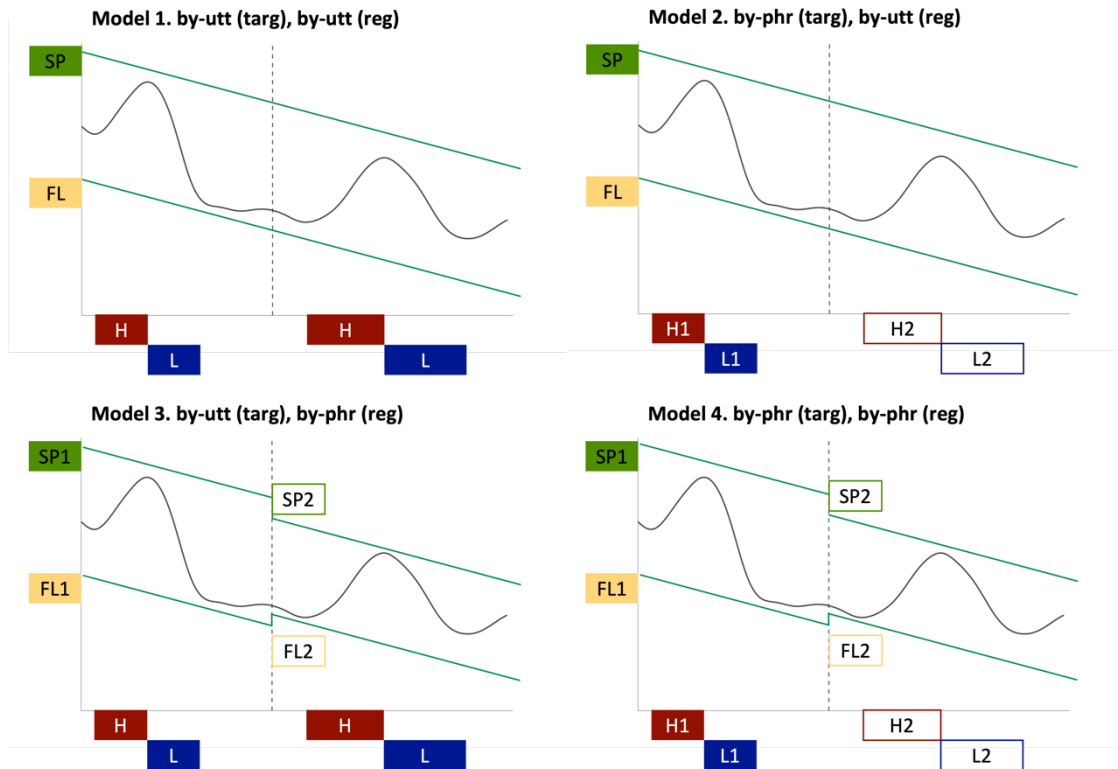 Model 1. by-utt (targ), by-utt (reg)
SP
FL
H
H
L
L
Model 2. by-phr (targ), by-utt (reg)
SP
FL
H1
H2
L1
L2
Model 3. by-utt (targ), by-phr (reg)
SP1
SP2
FL1
FL2
H
H
L
L
Model 4. by-phr (targ), by-phr (reg)
SP1
SP2
FL1
FL2
H1
H2
L1
L2